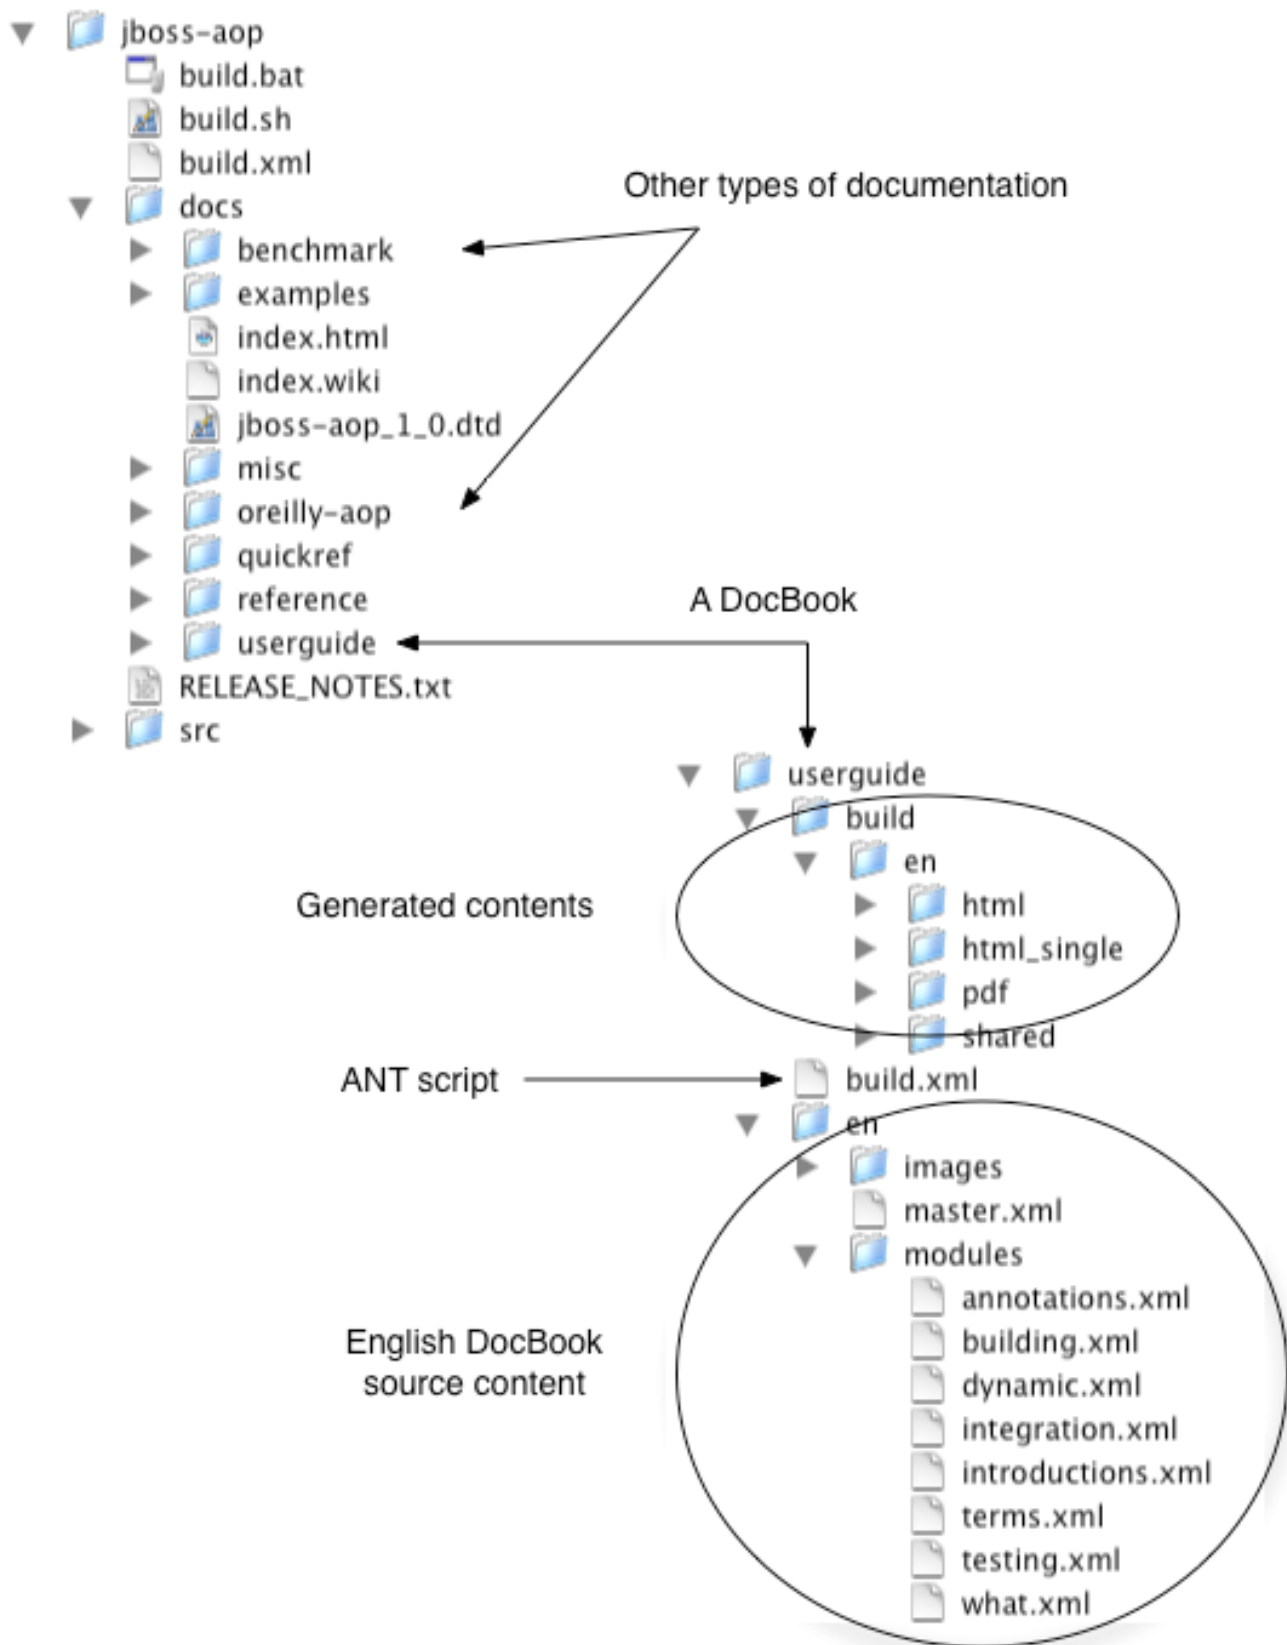 jboss-aop
build.bat
build.sh
build.xml
Other types of documentation
docs
benchmark
examples
index.html
index.wiki
jboss-aop_1_0.dtd
misc
oreilly-aop
quickref
reference
A DocBook
userguide
RELEASE_NOTES.txt
src
userguide
build
en
Generated contents
html
html_single
pdf
shared
ANT script
build.xml
en
images
master.xml
modules
annotations.xml
building.xml
English DocBook
source content
dynamic.xml
integration.xml
introductions.xml
terms.xml
testing.xml
what.xml